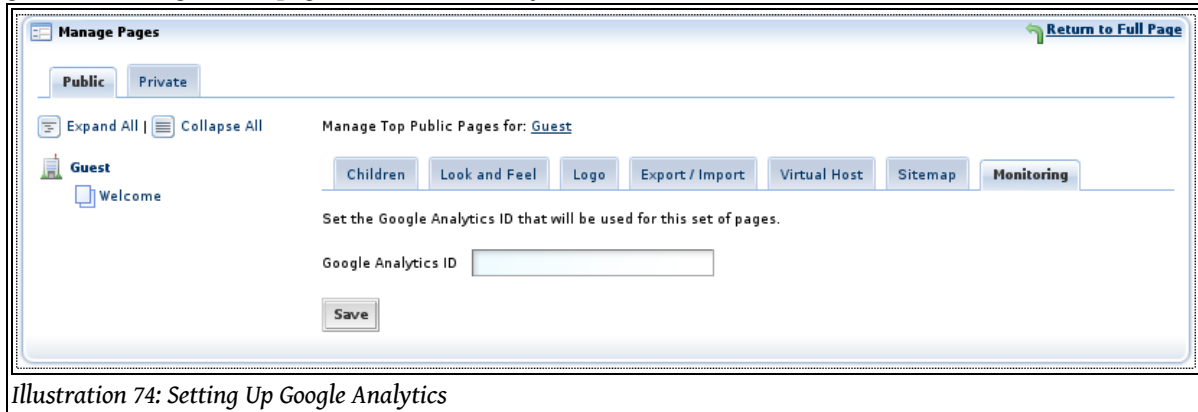 Manage Pages Return to Full Page
Public Private
Expand All | Collapse All Manage Top Public Pages for: Guest
Guest Children Look and Feel Logo Export / Import Virtual Host Sitemap Monitoring
Welcome
Set the Google Analytics ID that will be used for this set of pages.
Google Analytics ID
Save
Illustration 74: Setting Up Google Analytics